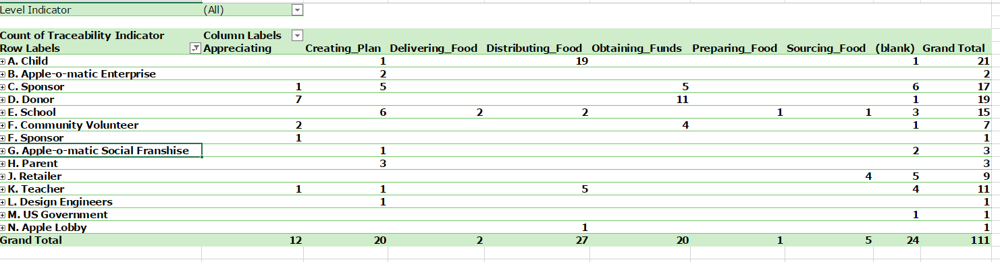 Level Indicator (All)
Count of Traceability Indicator Column Labels
Row Labels Appreciating Creating_Plan Delivering_Food Distributing_Food Obtaining_Funds Preparing_Food Sourcing_Food (blank) Grand Total
A. Child 1 19 1 21
B. Apple-o-matic Enterprise 2 2
C. Sponsor 1 5 5 6 17
D. Donor 7 11 1 19
E. School 6 2 2 1 1 3 15
F. Community Volunteer 2 4 1 7
F. Sponsor 1 1
G. Apple-o-matic Social Franshise 1 2 3
H. Parent 3 3
J. Retailer 4 5 9
K. Teacher 1 1 5 4 11
L. Design Engineers 1 1
M. US Government 1 1
N. Apple Lobby 1 1
Grand Total 12 20 2 27 20 1 5 24 111